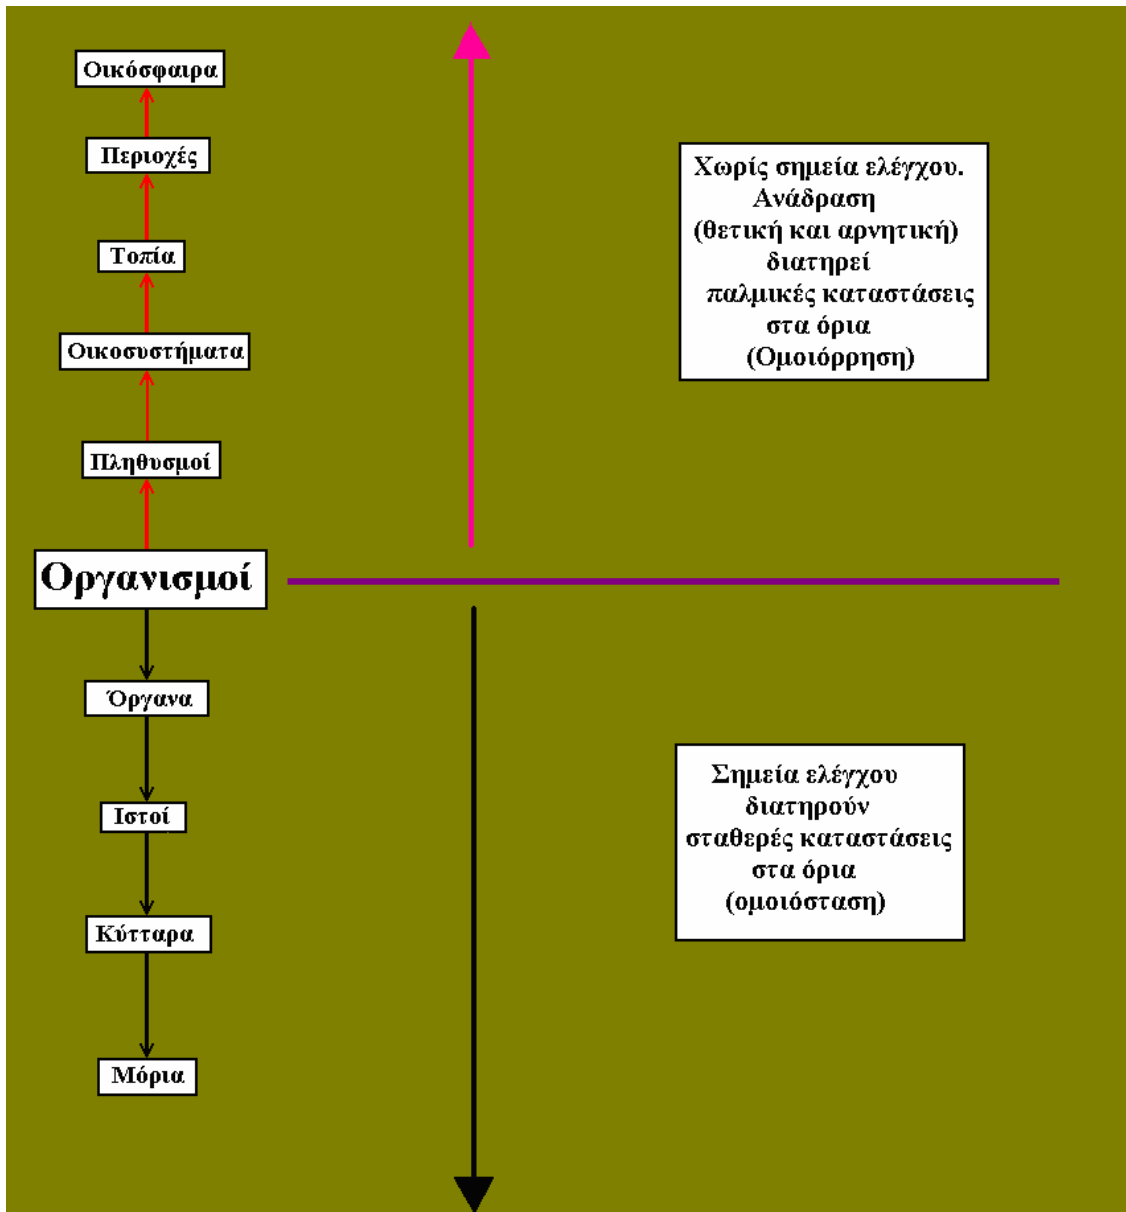 Οικόσφαιρα
Περιοχές
Τοπία
Οικοσυστήματα
Πληθυσμοί
Οργανισμοί
Όργανα
Ιστοί
Κύτταρα
Μόρια
Χωρίς σημεία ελέγχου.
Ανάδραση
(θετική και αρνητική)
διατηρεί
παλμικές καταστάσεις
στα όρια
(Ομοιόρρηση)
Σημεία ελέγχου
διατηρούν
σταθερές καταστάσεις
στα όρια
(ομοιόσταση)